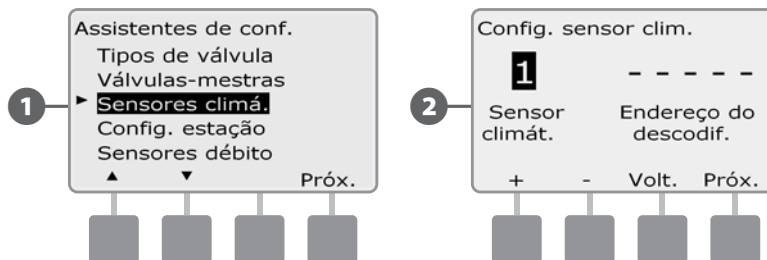 1
Assistentes de conf.
Tipos de válvula
Válvulas-mestras
Sensores climá.
Config. estação
Sensores débito
Próx.
2
Config. sensor clim.
1 - - - - -
Sensor climát.
Endereço do descodif.
+ - Volt. Próx.